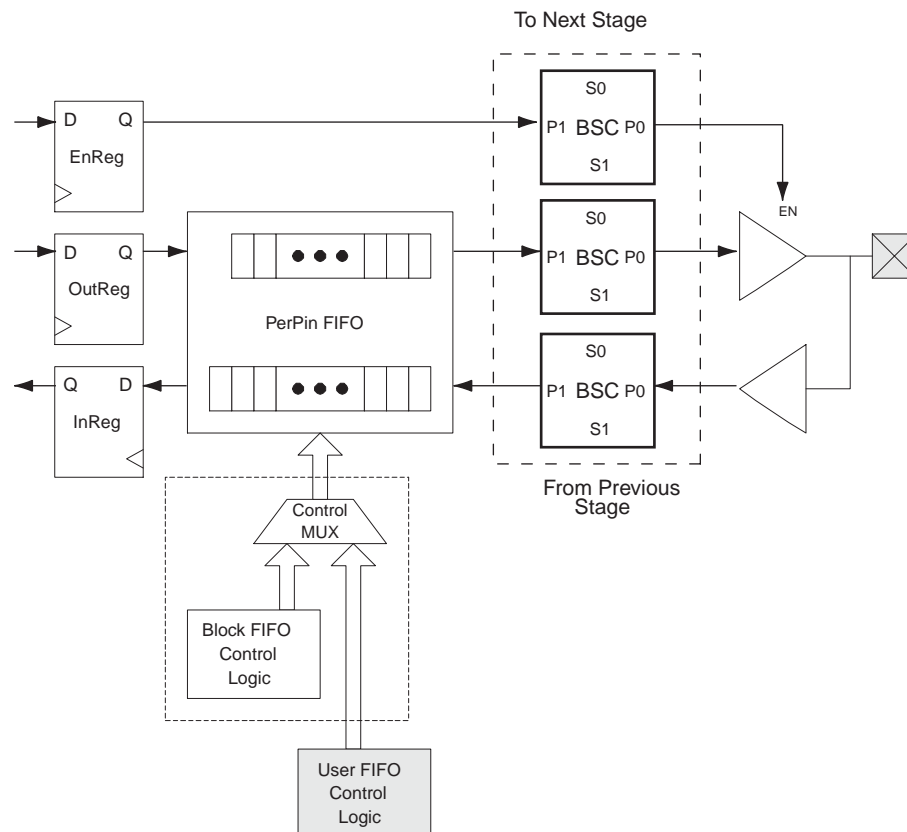 To Next Stage
S0
P1 BSC P0
S1
D Q
EnReg
EN
D Q
OutReg
S0
P1 BSC P0
S1
PerPin FIFO
Q D
InReg
S0
P1 BSC P0
S1
From Previous
Stage
Control
MUX
Block FIFO
Control
Logic
User FIFO
Control
Logic